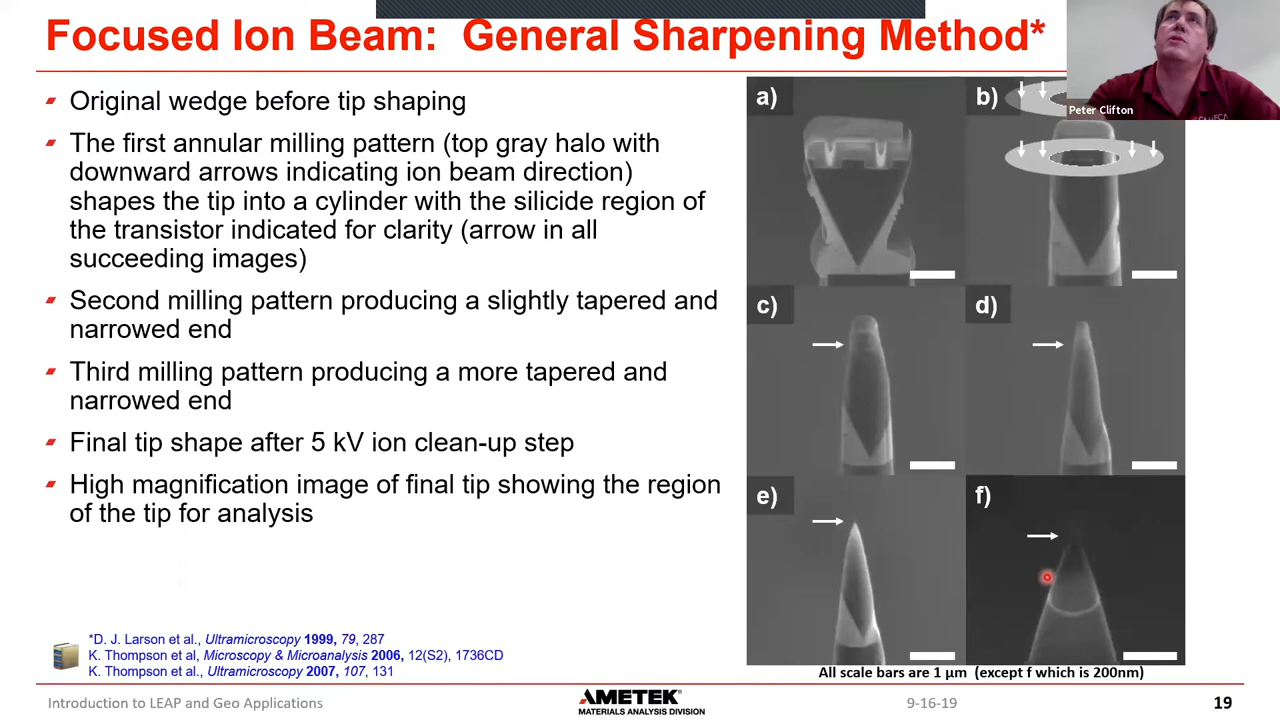 Focused Ion Beam: General Sharpening Method*
Peter Clifton
Original wedge before tip shaping
The first annular milling pattern (top gray halo with
downward arrows indicating ion beam direction)
shapes the tip into a cylinder with the silicide region of
the transistor indicated for clarity (arrow in all
succeeding images)
Second milling pattern producing a slightly tapered and
narrowed end
Third milling pattern producing a more tapered and
narrowed end
Final tip shape after 5 kV ion clean-up step
High magnification image of final tip showing the region
of the tip for analysis
a)
b)
c)
d)
e)
f)
All scale bars are 1 µm (except f which is 200nm)
*D. J. Larson et al., Ultramicroscopy 1999, 79, 287
K. Thompson et al, Microscopy & Microanalysis 2006, 12(S2), 1736CD
K. Thompson et al., Ultramicroscopy 2007, 107, 131
Introduction to LEAP and Geo Applications
AMETEK®
MATERIALS ANALYSIS DIVISION
9-16-19
19